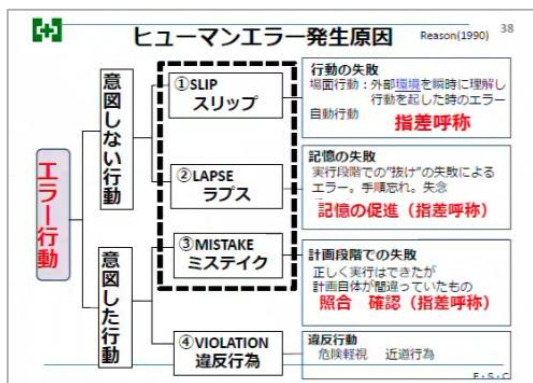 ヒューマンエラー発生原因
Reason(1990)
38
エラー行動
意図しない行動
意図した行動
①SLIP
スリップ
②LAPSE
ラプス
③MISTAKE
ミステイク
④VIOLATION
違反行為
行動の失敗
場面行動：外部環境を瞬時に理解し
行動を起した時のエラー
自動行動
指差呼称
記憶の失敗
実行段階での"抜け"の失敗による
エラー。手順忘れ。失念
記憶の促進（指差呼称）
計画段階での失敗
正しく実行はできたが
計画自体が間違っていたもの
照合　確認（指差呼称）
違反行動
危険軽視　近道行為
F・S・C